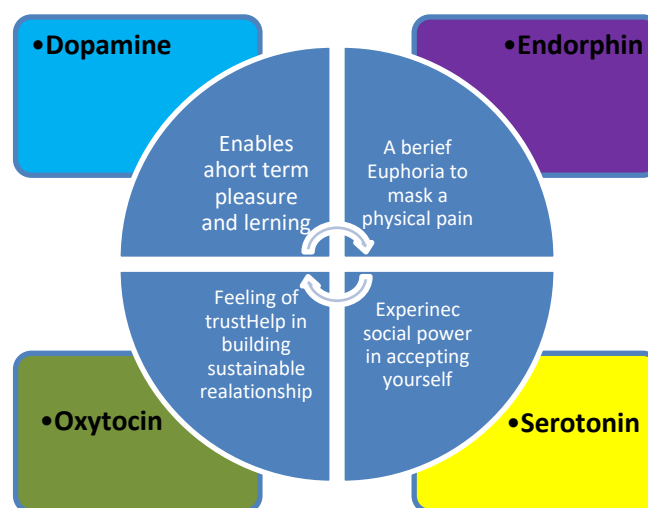 •Dopamine
•Endorphin
Enables
ahort term
pleasure
and lerning
A berief
Euphoria to
mask a
physical pain
Feeling of
trustHelp in
building
sustainable
realationship
Experinec
social power
in accepting
yourself
•Oxytocin
•Serotonin